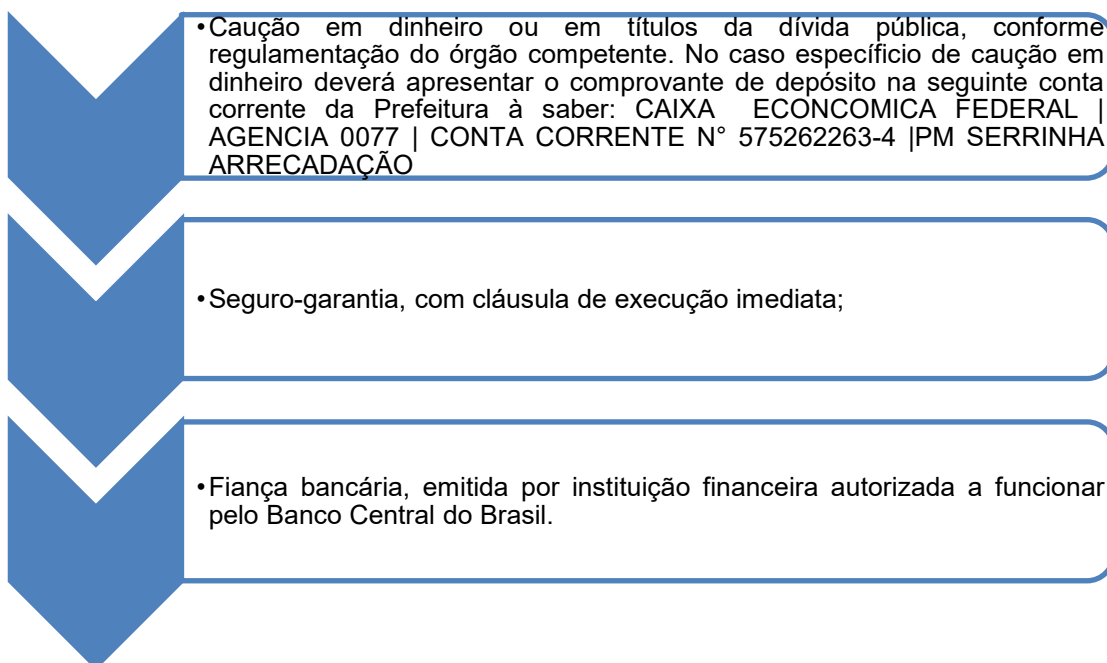 •Caução em dinheiro ou em títulos da dívida pública, conforme
regulamentação do órgão competente. No caso específicio de caução em
dinheiro deverá apresentar o comprovante de depósito na seguinte conta
corrente da Prefeitura à saber: CAIXA ECONCOMICA FEDERAL |
AGENCIA 0077 | CONTA CORRENTE N° 575262263-4 |PM SERRINHA
ARRECADAÇÃO
•Seguro-garantia, com cláusula de execução imediata;
•Fiança bancária, emitida por instituição financeira autorizada a funcionar
pelo Banco Central do Brasil.